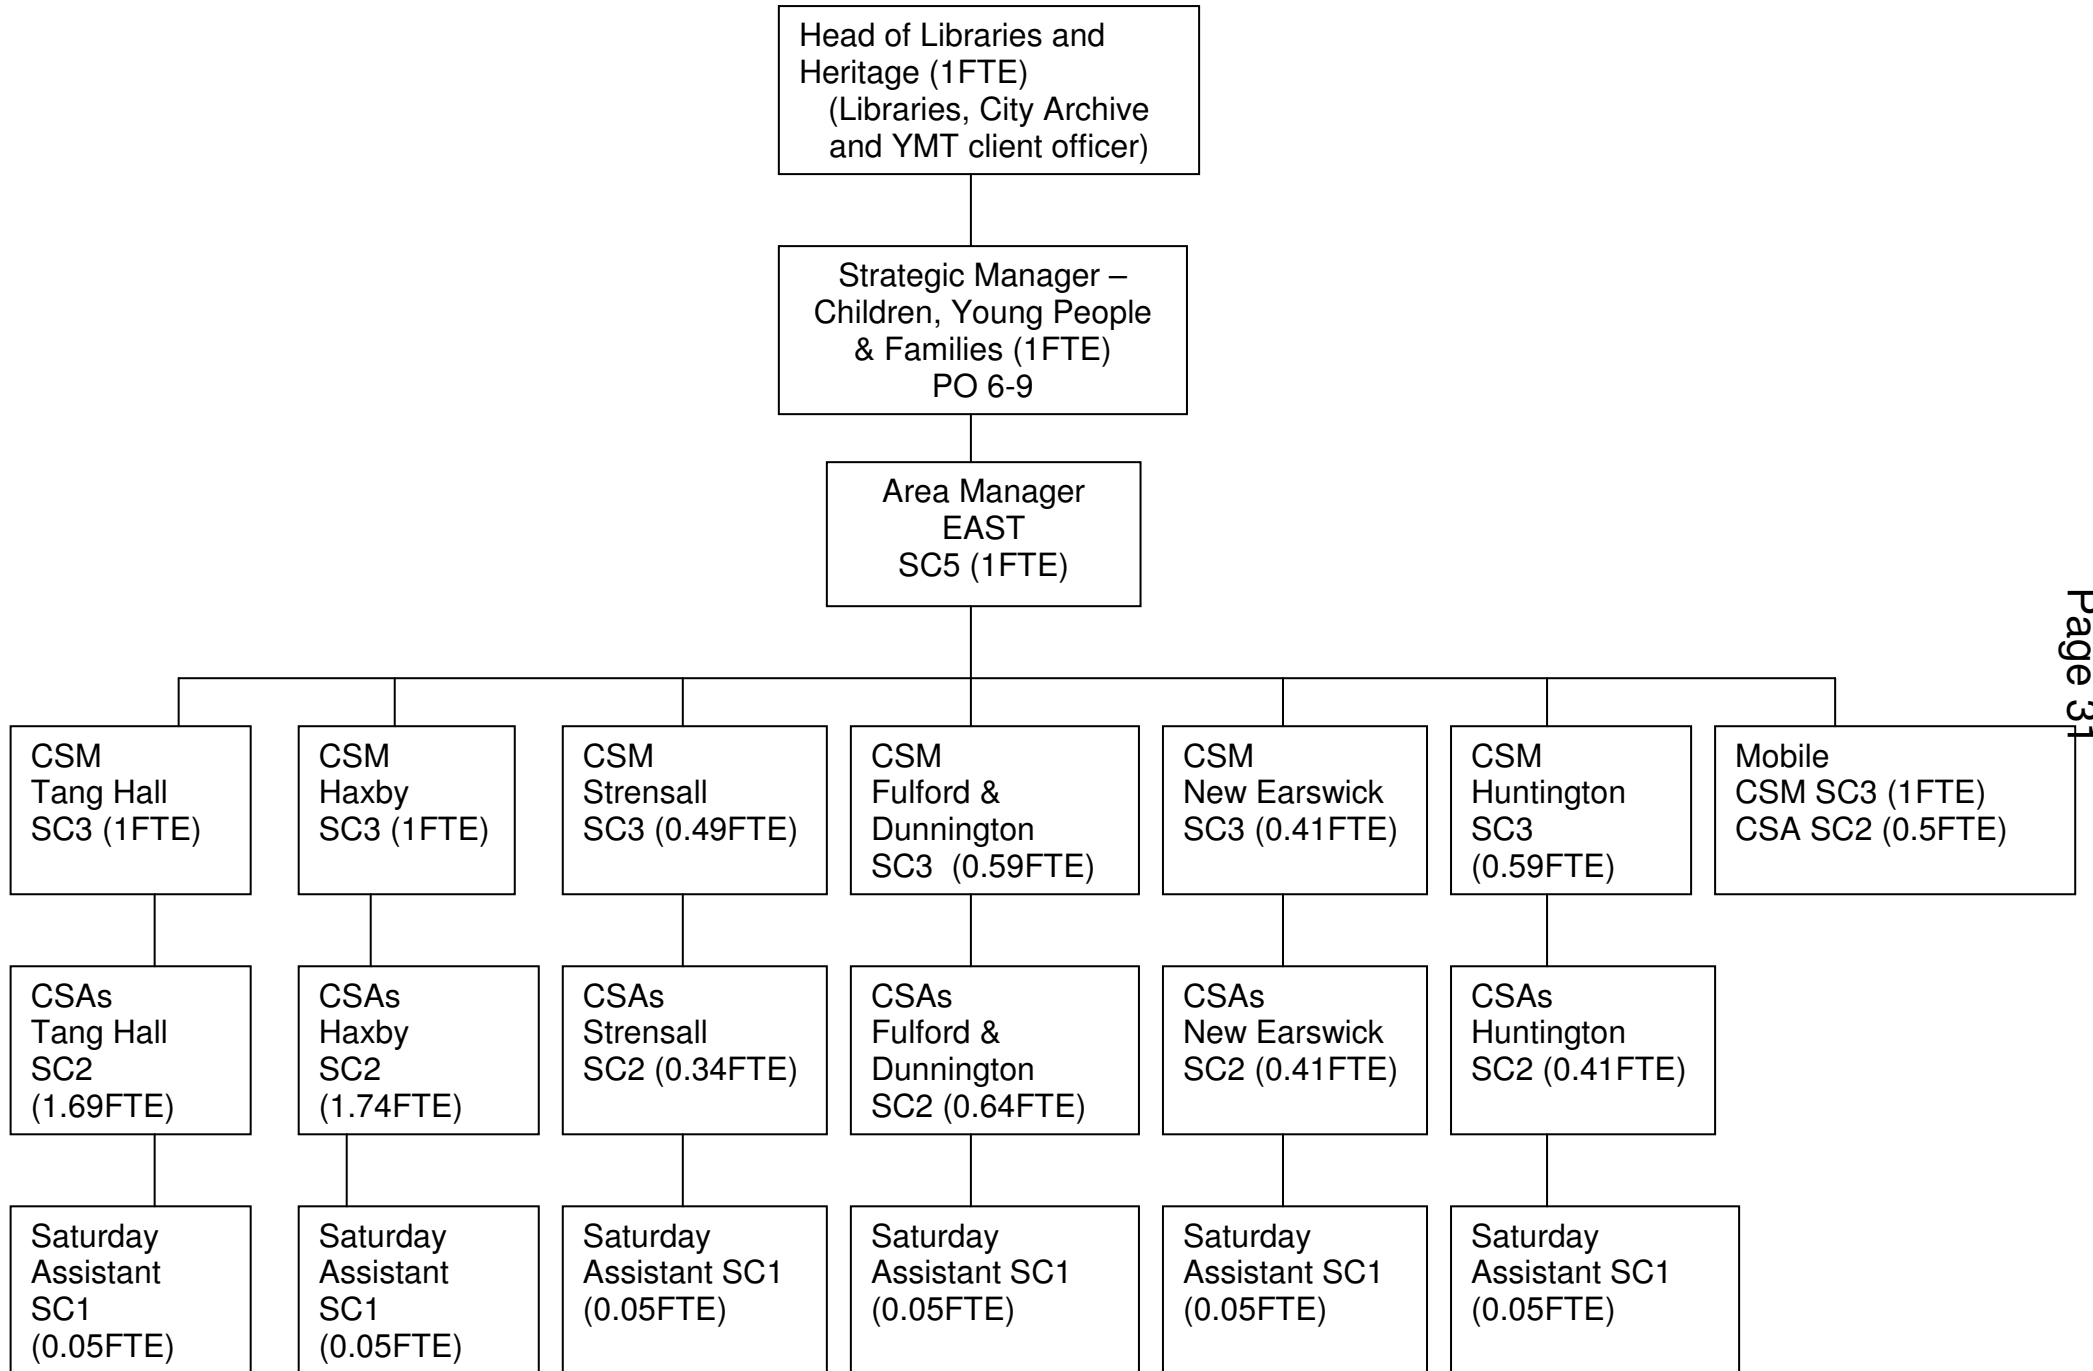 Head of Libraries and
Heritage (1FTE)
(Libraries, City Archive
and YMT client officer)
Strategic Manager –
Children, Young People
& Families (1FTE)
PO 6-9
Area Manager
EAST
SC5 (1FTE)
Page 31
CSM
Tang Hall
SC3 (1FTE)
CSM
Haxby
SC3 (1FTE)
CSM
Strensall
SC3 (0.49FTE)
CSM
Fulford &
Dunnington
SC3 (0.59FTE)
CSM
New Earswick
SC3 (0.41FTE)
CSM
Huntington
SC3
(0.59FTE)
Mobile
CSM SC3 (1FTE)
CSA SC2 (0.5FTE)
CSAs
Tang Hall
SC2
(1.69FTE)
CSAs
Haxby
SC2
(1.74FTE)
CSAs
Strensall
SC2 (0.34FTE)
CSAs
Fulford &
Dunnington
SC2 (0.64FTE)
CSAs
New Earswick
SC2 (0.41FTE)
CSAs
Huntington
SC2 (0.41FTE)
Saturday
Assistant
SC1
(0.05FTE)
Saturday
Assistant
SC1
(0.05FTE)
Saturday
Assistant SC1
(0.05FTE)
Saturday
Assistant SC1
(0.05FTE)
Saturday
Assistant SC1
(0.05FTE)
Saturday
Assistant SC1
(0.05FTE)